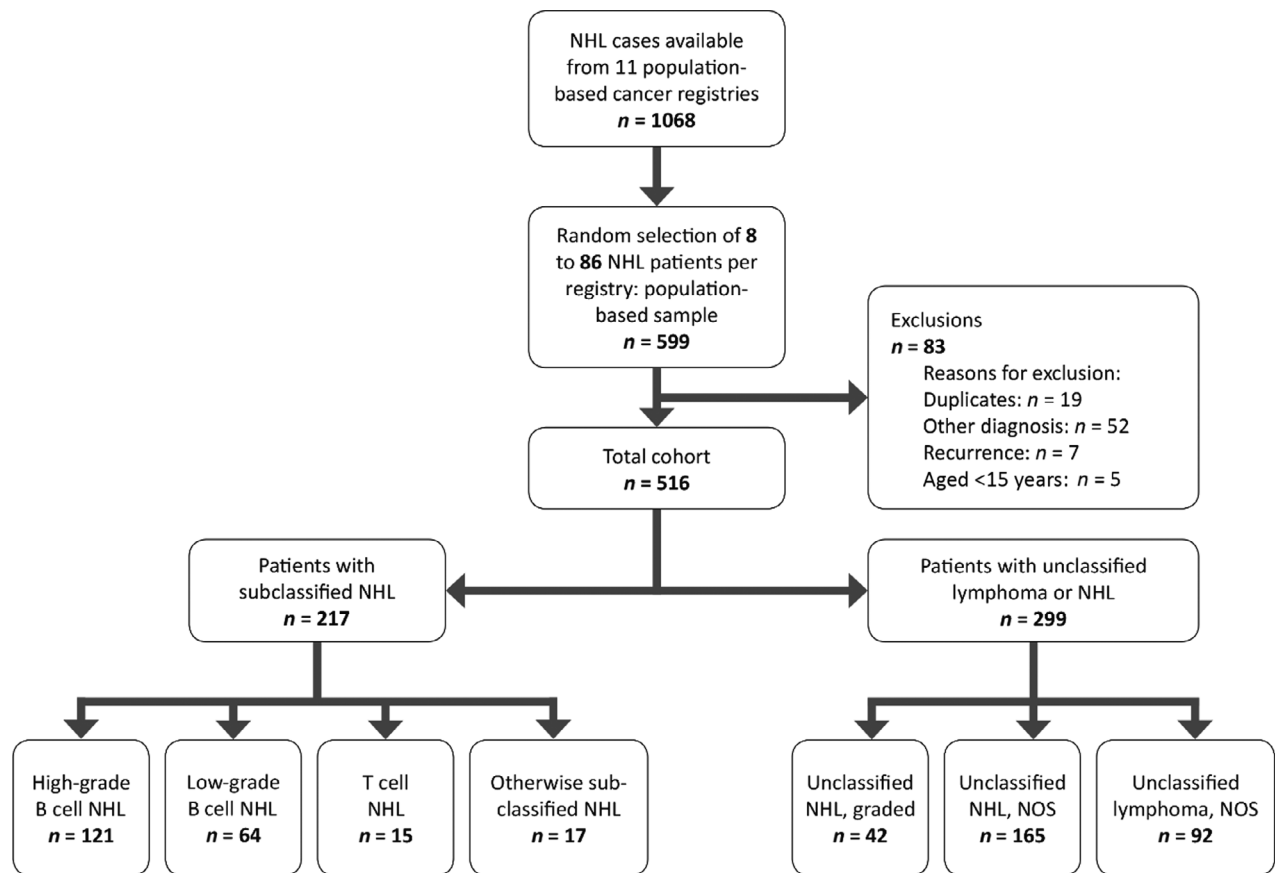 NHL cases available
from 11 population-
based cancer registries
n = 1068
Random selection of 8
to 86 NHL patients per
registry: population-
based sample
n = 599
Exclusions
n = 83
Reasons for exclusion:
Duplicates: n = 19
Other diagnosis: n = 52
Recurrence: n = 7
Aged <15 years: n = 5
Total cohort
n = 516
Patients with
subclassified NHL
n = 217
Patients with unclassified
lymphoma or NHL
n = 299
High-grade
B cell NHL
n = 121
Low-grade
B cell NHL
n = 64
T cell
NHL
n = 15
Otherwise sub-
classified NHL
n = 17
Unclassified
NHL, graded
n = 42
Unclassified
NHL, NOS
n = 165
Unclassified
lymphoma, NOS
n = 92